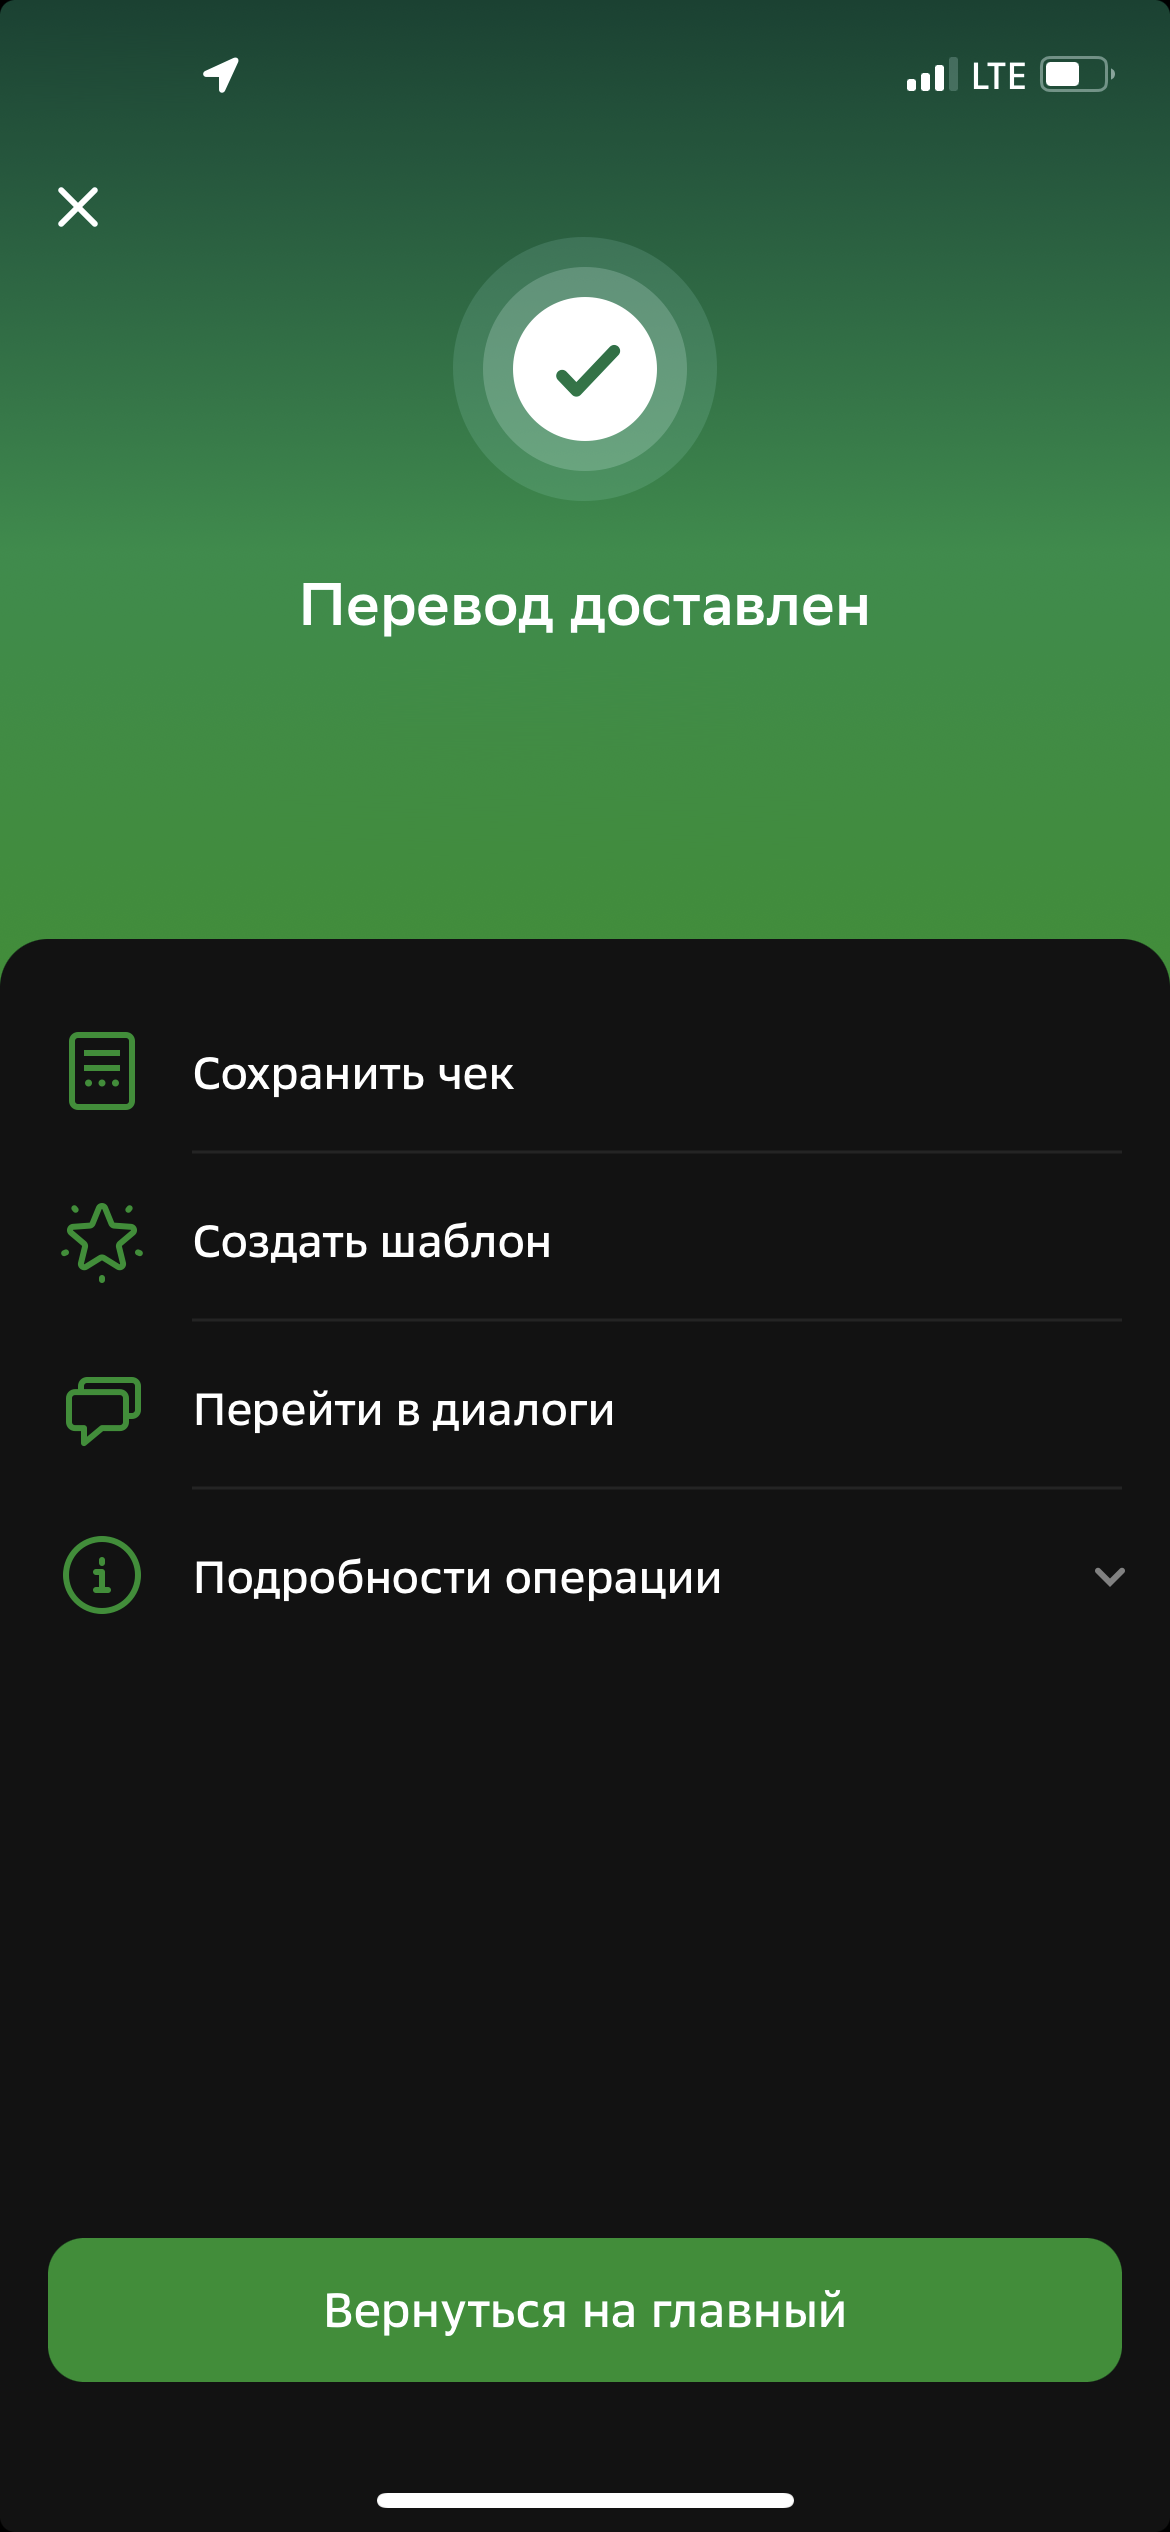 LTE
Перевод доставлен
Сохранить чек
Создать шаблон
Перейти в диалоги
Подробности операции
Вернуться на главный